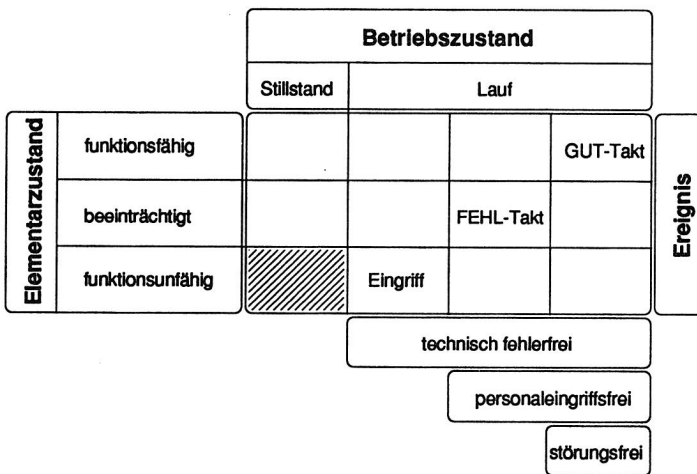 Betriebszustand
Stillstand
Lauf
Elementarzustand
funktionsfähig
GUT-Takt
Ereignis
beeinträchtigt
FEHL-Takt
funktionsunfähig
Eingriff
technisch fehlerfrei
personaleingriffsfrei
störungsfrei